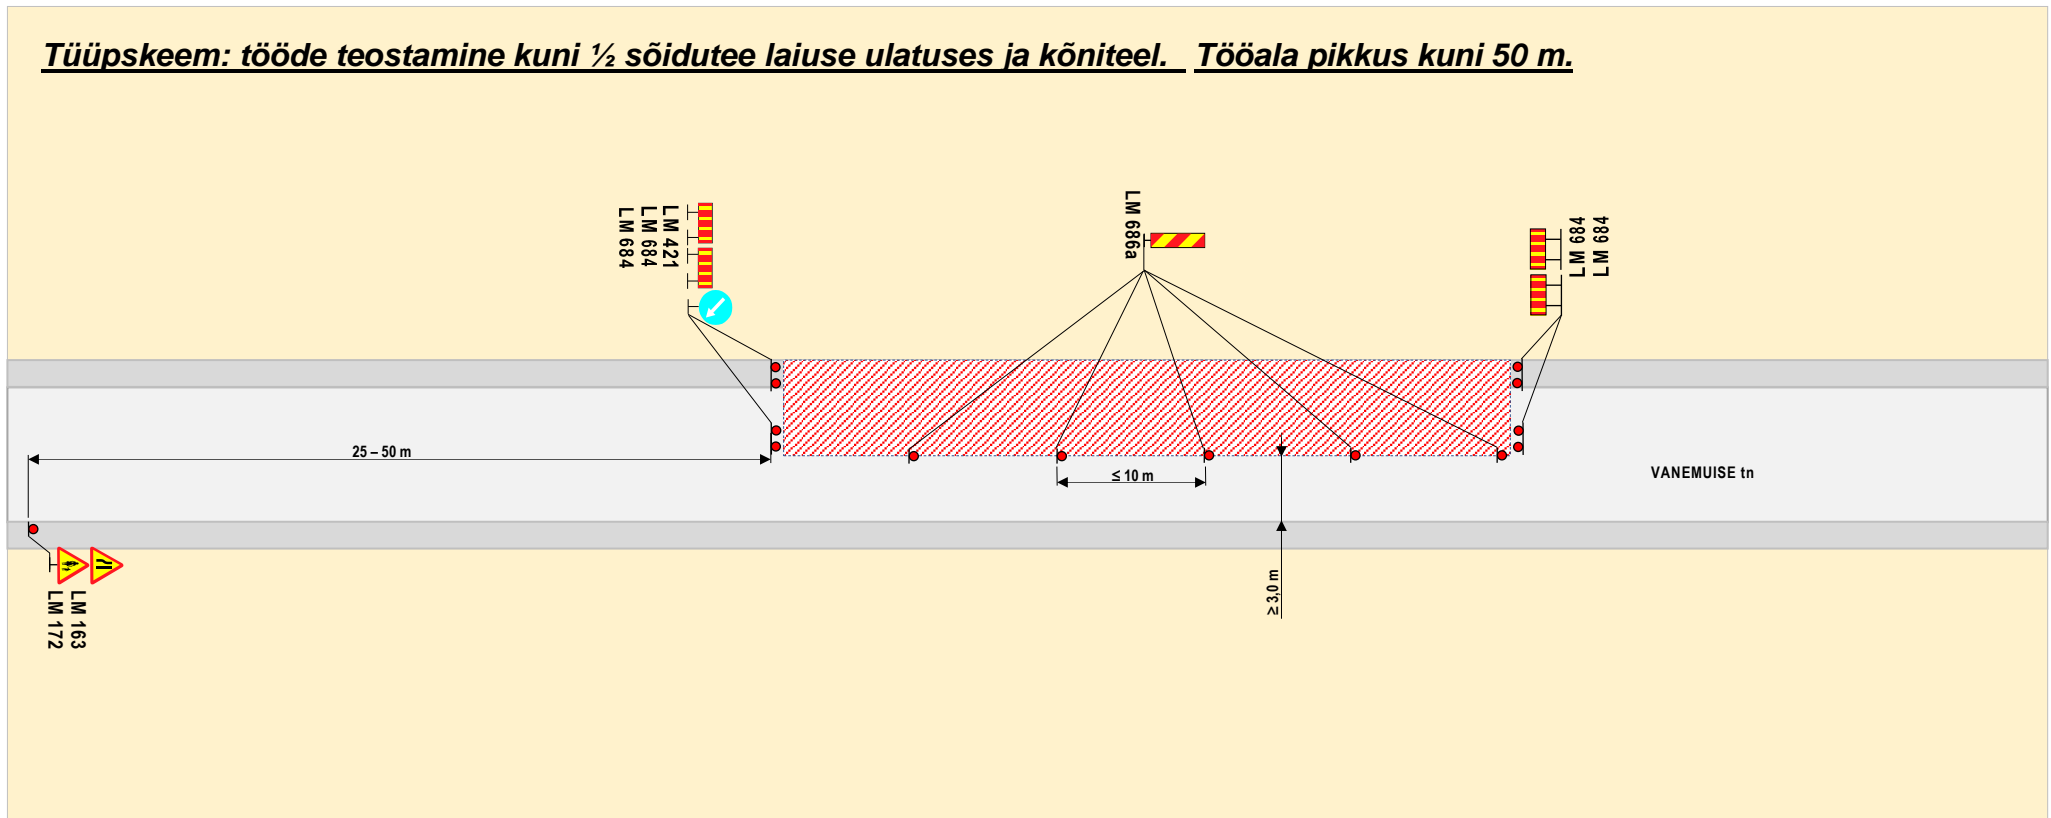 Tüüpskeem: tööde teostamine kuni ½ sõidutee laiuse ulatuses ja kõniteel. Tööala pikkus kuni 50 m.
LM 421
LM 684
LM 684
LM 686a
LM 684
LM 684
25 – 50 m
≤ 10 m
VANEMUISE tn
≥ 3,0 m
LM 163
LM 172